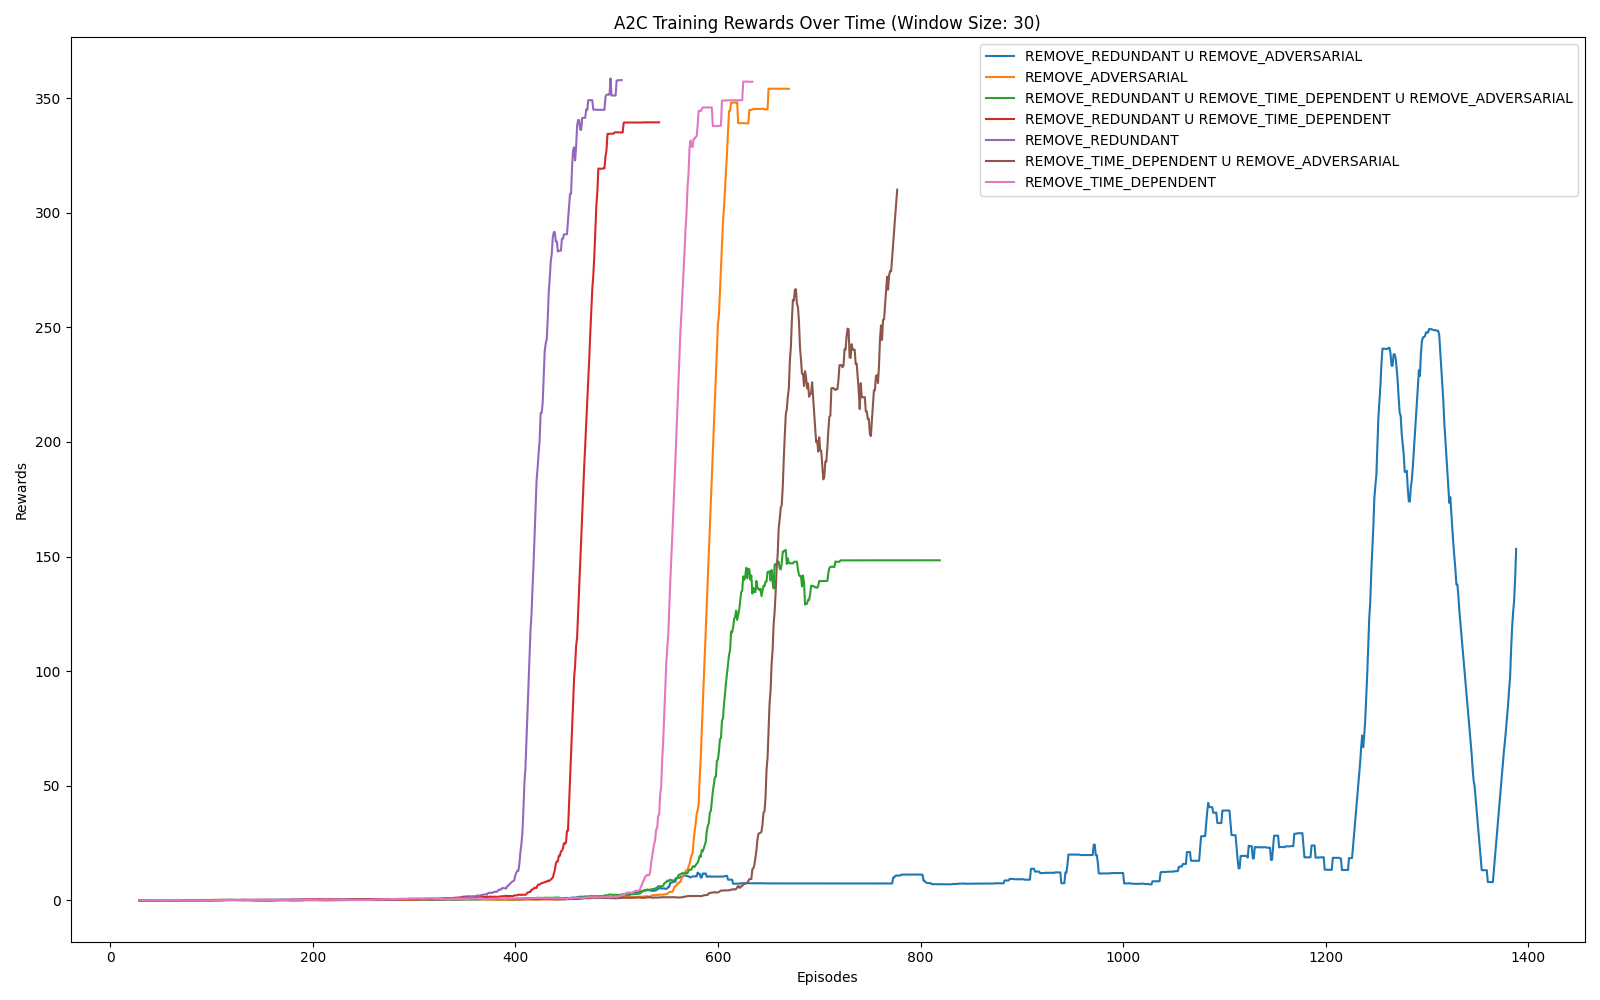 A2C Training Rewards Over Time (Window Size: 30)
REMOVE_REDUNDANT U REMOVE_ADVERSARIAL
REMOVE_ADVERSARIAL
REMOVE_REDUNDANT U REMOVE_TIME_DEPENDENT U REMOVE_ADVERSARIAL
REMOVE_REDUNDANT U REMOVE_TIME_DEPENDENT
REMOVE_REDUNDANT
REMOVE_TIME_DEPENDENT U REMOVE_ADVERSARIAL
REMOVE_TIME_DEPENDENT
350
300
250
200
150
100
50
0
Rewards
0 200 400 600 800 1000 1200 1400
Episodes